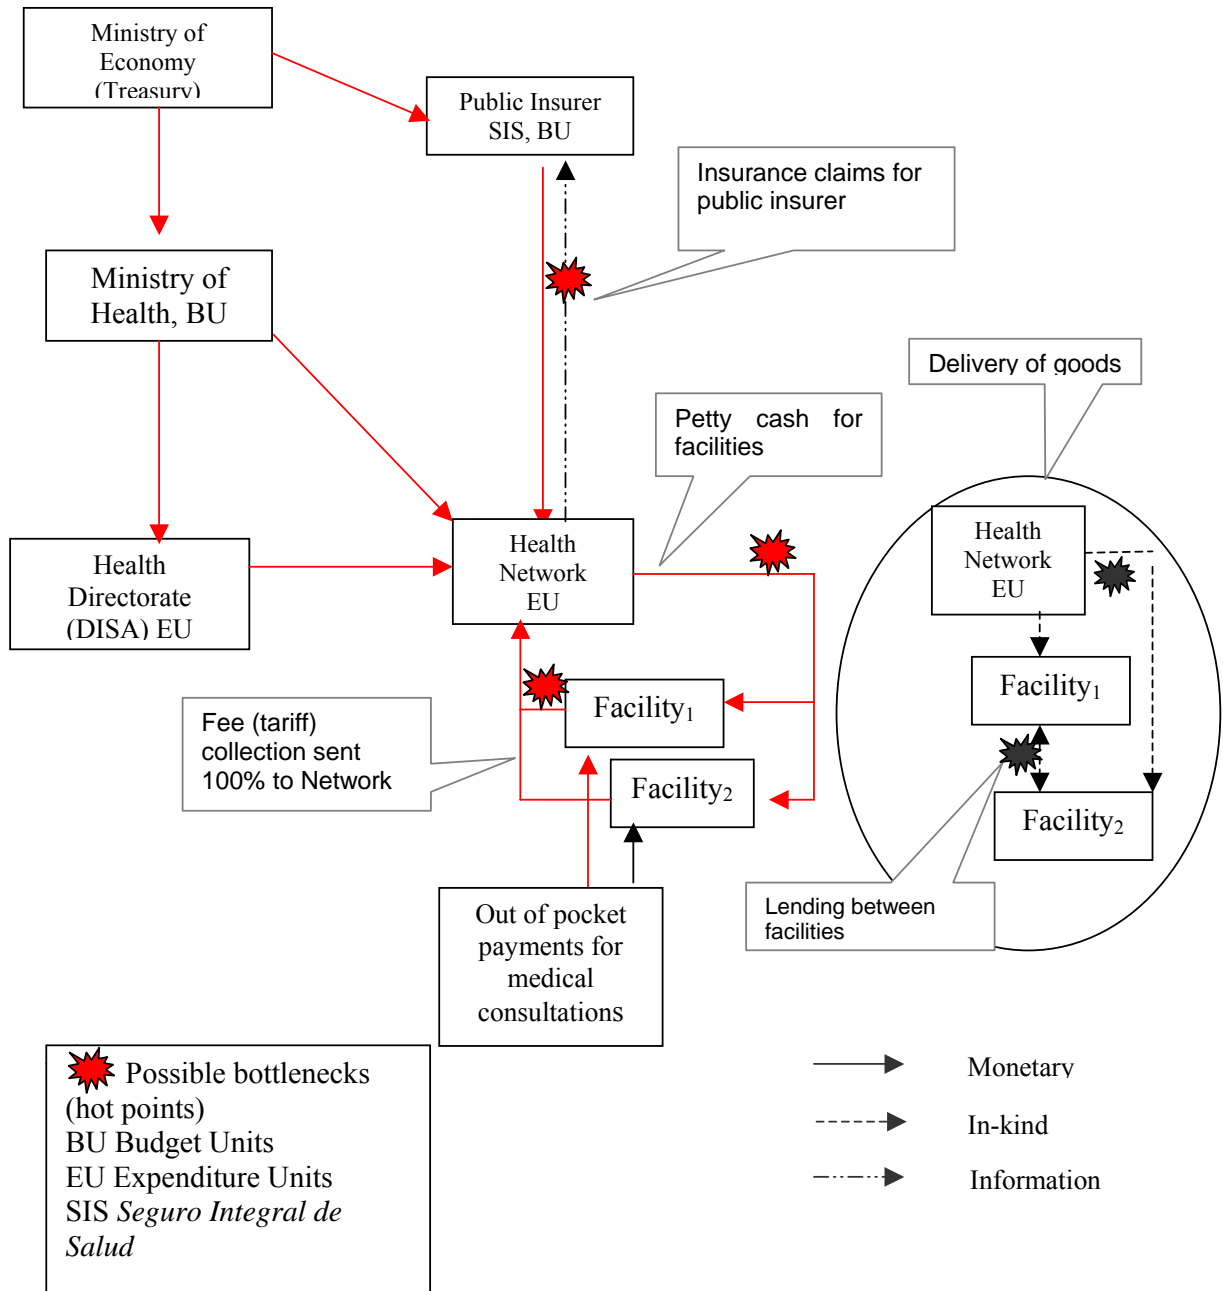 Ministry of
Economy
(Treasury)
Public Insurer
SIS, BU
Insurance claims for
public insurer
Ministry of
Health, BU
Delivery of goods
Petty cash for
facilities
Health
Directorate
(DISA) EU
Health
Network
EU
Health
Network
EU
Fee (tariff)
collection sent
100% to Network
Facility1
Facility2
Facility1
Facility2
Lending between
facilities
Out of pocket
payments for
medical
consultations
Possible bottlenecks
(hot points)
BU Budget Units
EU Expenditure Units
SIS Seguro Integral de
Salud
Monetary
In-kind
Information